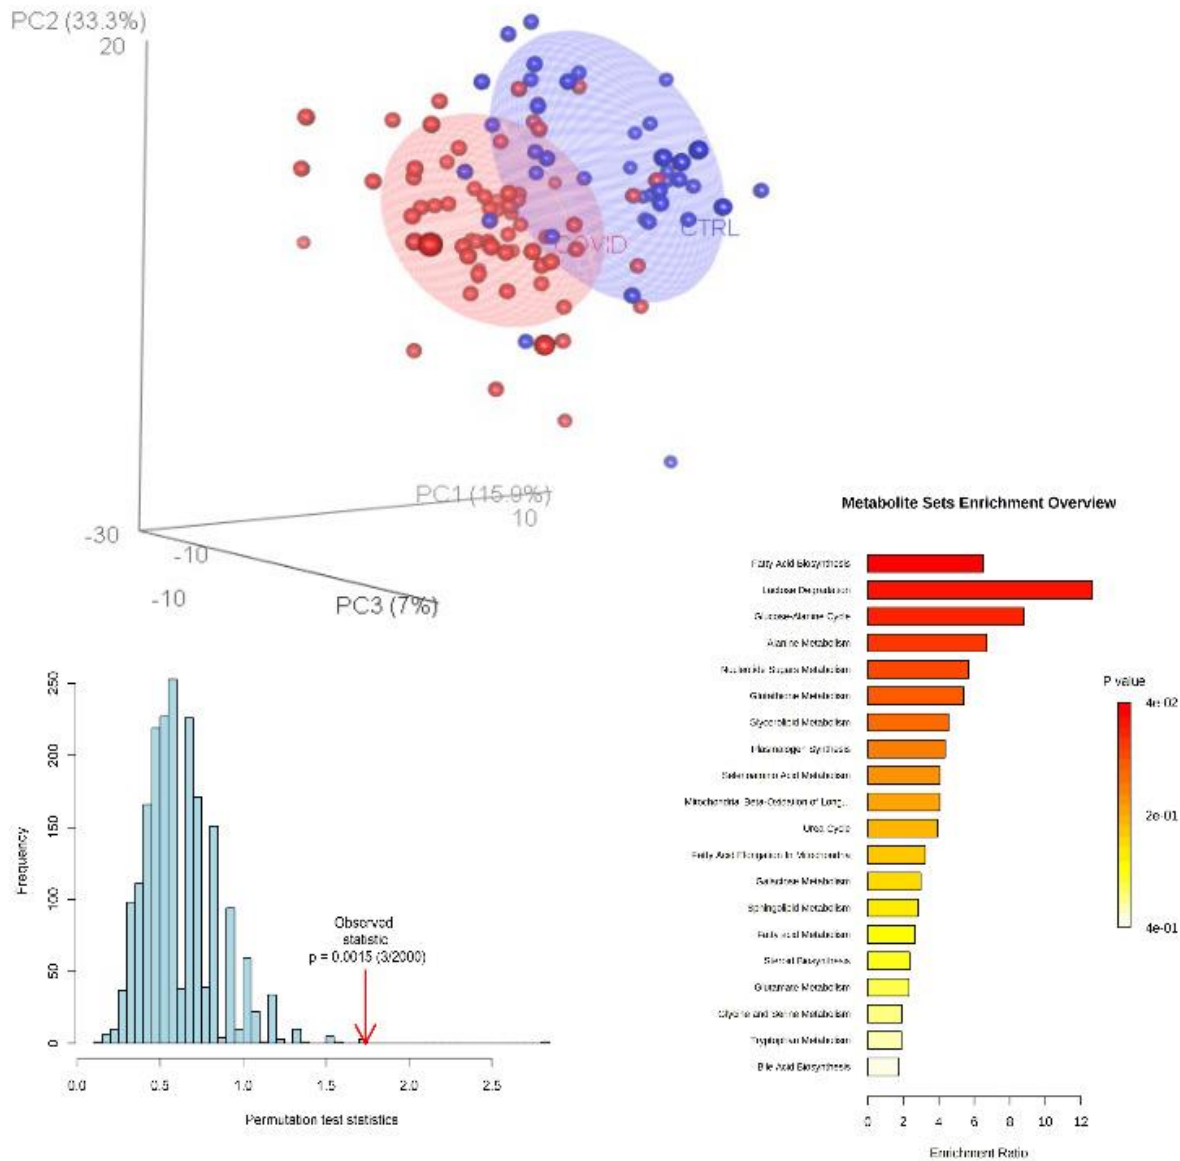 PC2 (33.3%)
20
COVID
CTRL
PC1 (15.9%)
10
-30
-10
-10
PC3 (7%)
Metabolite Sets Enrichment Overview
Fatty Acid Biosynthesis
Lactose Degradation
Glucose-Alanine Cycle
Alanine Metabolism
Nucleotide Sugars Metabolism
Glutathione Metabolism
Glycerolipid Metabolism
Plasmalogen Synthesis
Selenoamino Acid Metabolism
Mitochondrial Beta-Oxidation of Long...
Urea Cycle
Fatty Acid Elongation In Mitochondria
Galactose Metabolism
Sphingolipid Metabolism
Fatty acid Metabolism
Steroid Biosynthesis
Glutamate Metabolism
Glycine and Serine Metabolism
Tryptophan Metabolism
Bile Acid Biosynthesis
0 2 4 6 8 10 12
Enrichment Ratio
P value
4e-02
2e-01
4e-01
Frequency
250
200
150
100
50
0
Observed
statistic
p = 0.0015 (3/2000)
0.0 0.5 1.0 1.5 2.0 2.5
Permutation test statistics